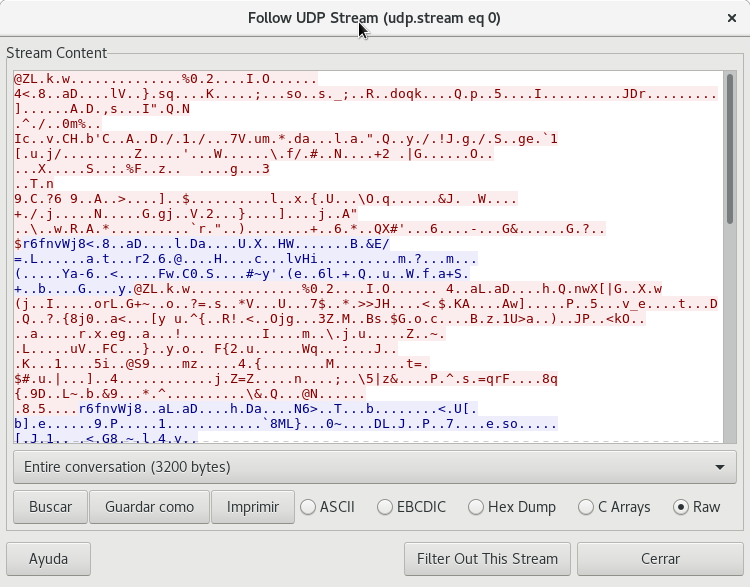 Follow UDP Stream (udp.stream eq 0)
Stream Content
@ZL.k.w..............%0.2....I.O......
4<.8..aD....lV..}.sq....K.....;...so..s._;..R..doqk....Q.p..5....I..........JDr.........
]......A.D.,s...I".Q.N
.^./..0m%..
Ic..v.CH.b'C..A..D./.1./...7V.um.*.da...l.a.".Q..y./.!J.g./.S..ge.`1
[.u.j/.........Z.....'...W......\.f/.#..N....+2 .|G......O..
...X.....S..:.%F..z..  ....g...3
..T.n
9.C.?6 9..A..>....]..$..........l..x.{.U...\O.q......&J. .W....
+./.j.....N.....G.gj..V.2...}....]....j..A"
..\..w.R.A.*..........`r."..)........+..6.*..QX#'...6....-...G&......G.?..
$r6fnvWj8<.8..aD....l.Da....U.X..HW.......B.&E/
=.L......a.t...r2.6.@....H....c...lvHi..........m.?...m...
(.....Ya-6..<.....Fw.C0.S....#~y'.(e..6l.+.Q..u..W.f.a+S.
+..b....G....y.@ZL.k.w..............%0.2....I.O...... 4..aL.aD....h.Q.nwX[|G..X.w
(j..I.....orL.G+~..o..?=.s..*V...U...7$..*.>>JH....<.$.KA....Aw]....P..5...v_e....t...D
.Q..?.{8j0..a<...[y u.^{..R!.<..Ojg...3Z.M..Bs.$G.o.c....B.z.1U>a..)..JP..<kO..
..a.....r.x.eg..a...!..........I....m..\.j.u.....Z..~.
.L.....uV..FC...}..y.o.. F{2.u......Wq...:...J..
.K...1....5i..@S9....mz.....4.{........M.........t=.
$#.u.|...]..4............j.Z=Z.....n....;..\5|z&....P.^.s.=qrF....8q
{.9D..L~.b.&9...*.^..........\&.Q...@N......
.8.5....r6fnvWj8..aL.aD....h.Da....N6>..T...b........<.U[.
b].e......9.P.....1............`8ML}...0~....DL.J..P..7....e.so.....
[.J.1.. .<.G8.~.l.4.v..
Entire conversation (3200 bytes)
Buscar Guardar como Imprimir ASCII EBCDIC Hex Dump C Arrays Raw
Ayuda Filter Out This Stream Cerrar